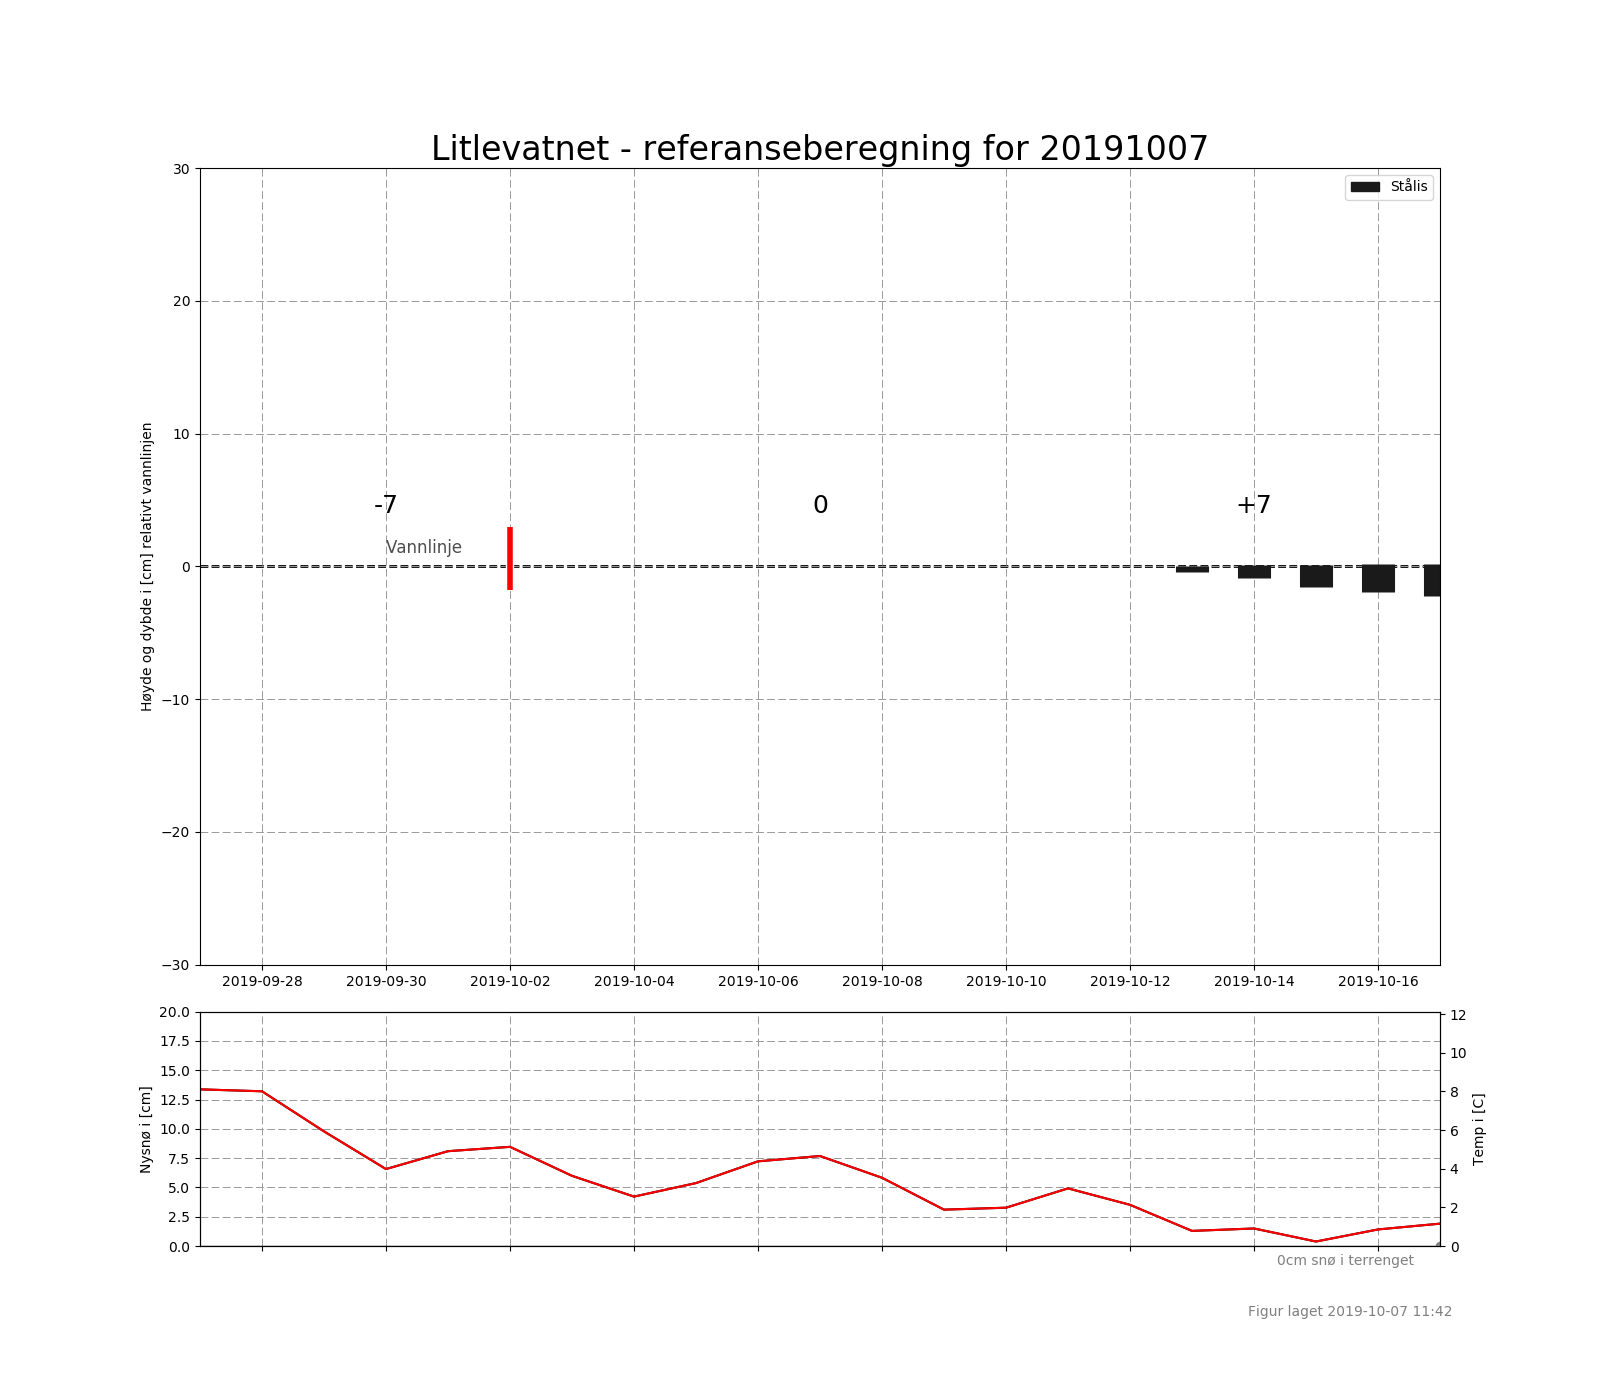 Litlevatnet - referanseberegning for 20191007
Stålis
30
20
10
0
−10
−20
−30
Høyde og dybde i [cm] relativt vannlinjen
-7
0
+7
Vannlinje
2019-09-28 2019-09-30 2019-10-02 2019-10-04 2019-10-06 2019-10-08 2019-10-10 2019-10-12 2019-10-14 2019-10-16
20.0
17.5
15.0
12.5
10.0
7.5
5.0
2.5
0.0
Nysnø i [cm]
12
10
8
6
4
2
0
Temp i [C]
0cm snø i terrenget
Figur laget 2019-10-07 11:42